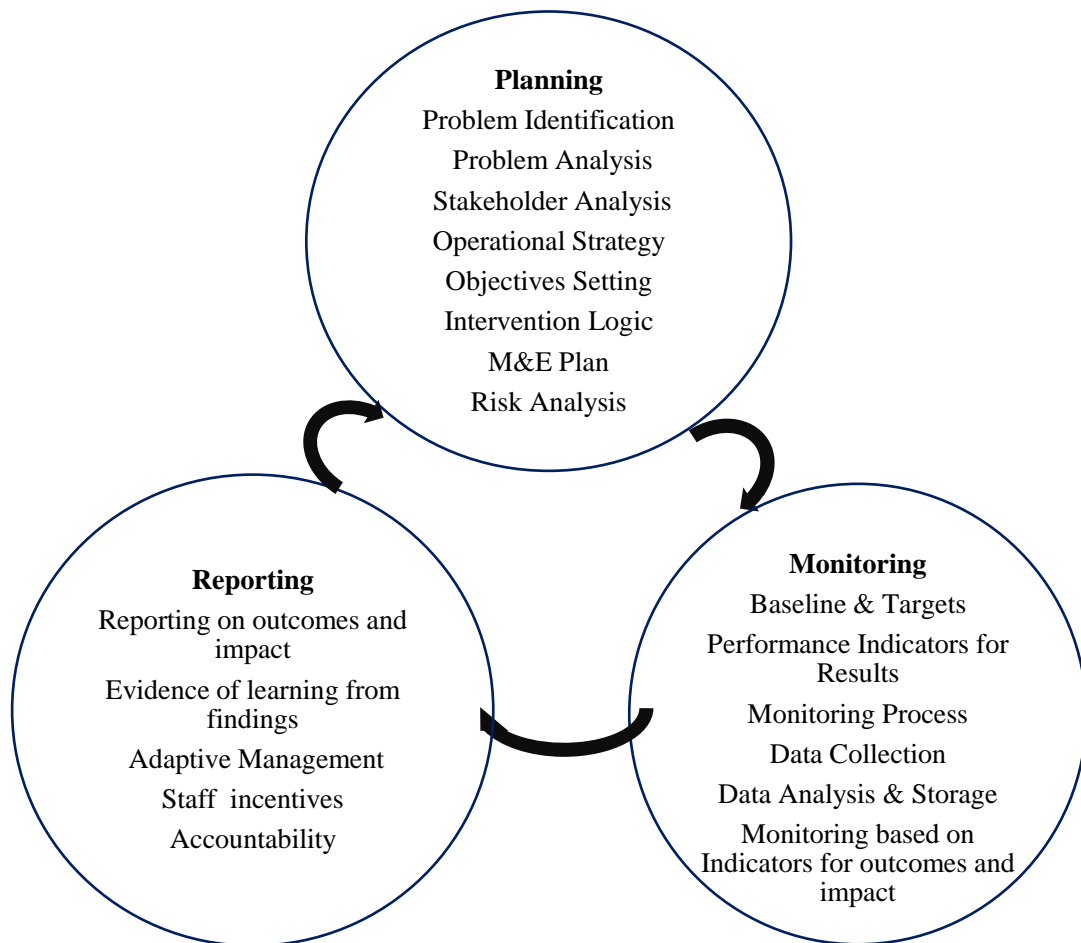 Planning
Problem Identification
Problem Analysis
Stakeholder Analysis
Operational Strategy
Objectives Setting
Intervention Logic
M&E Plan
Risk Analysis
Reporting
Reporting on outcomes and
impact
Evidence of learning from
findings
Adaptive Management
Staff incentives
Accountability
Monitoring
Baseline & Targets
Performance Indicators for
Results
Monitoring Process
Data Collection
Data Analysis & Storage
Monitoring based on
Indicators for outcomes and
impact